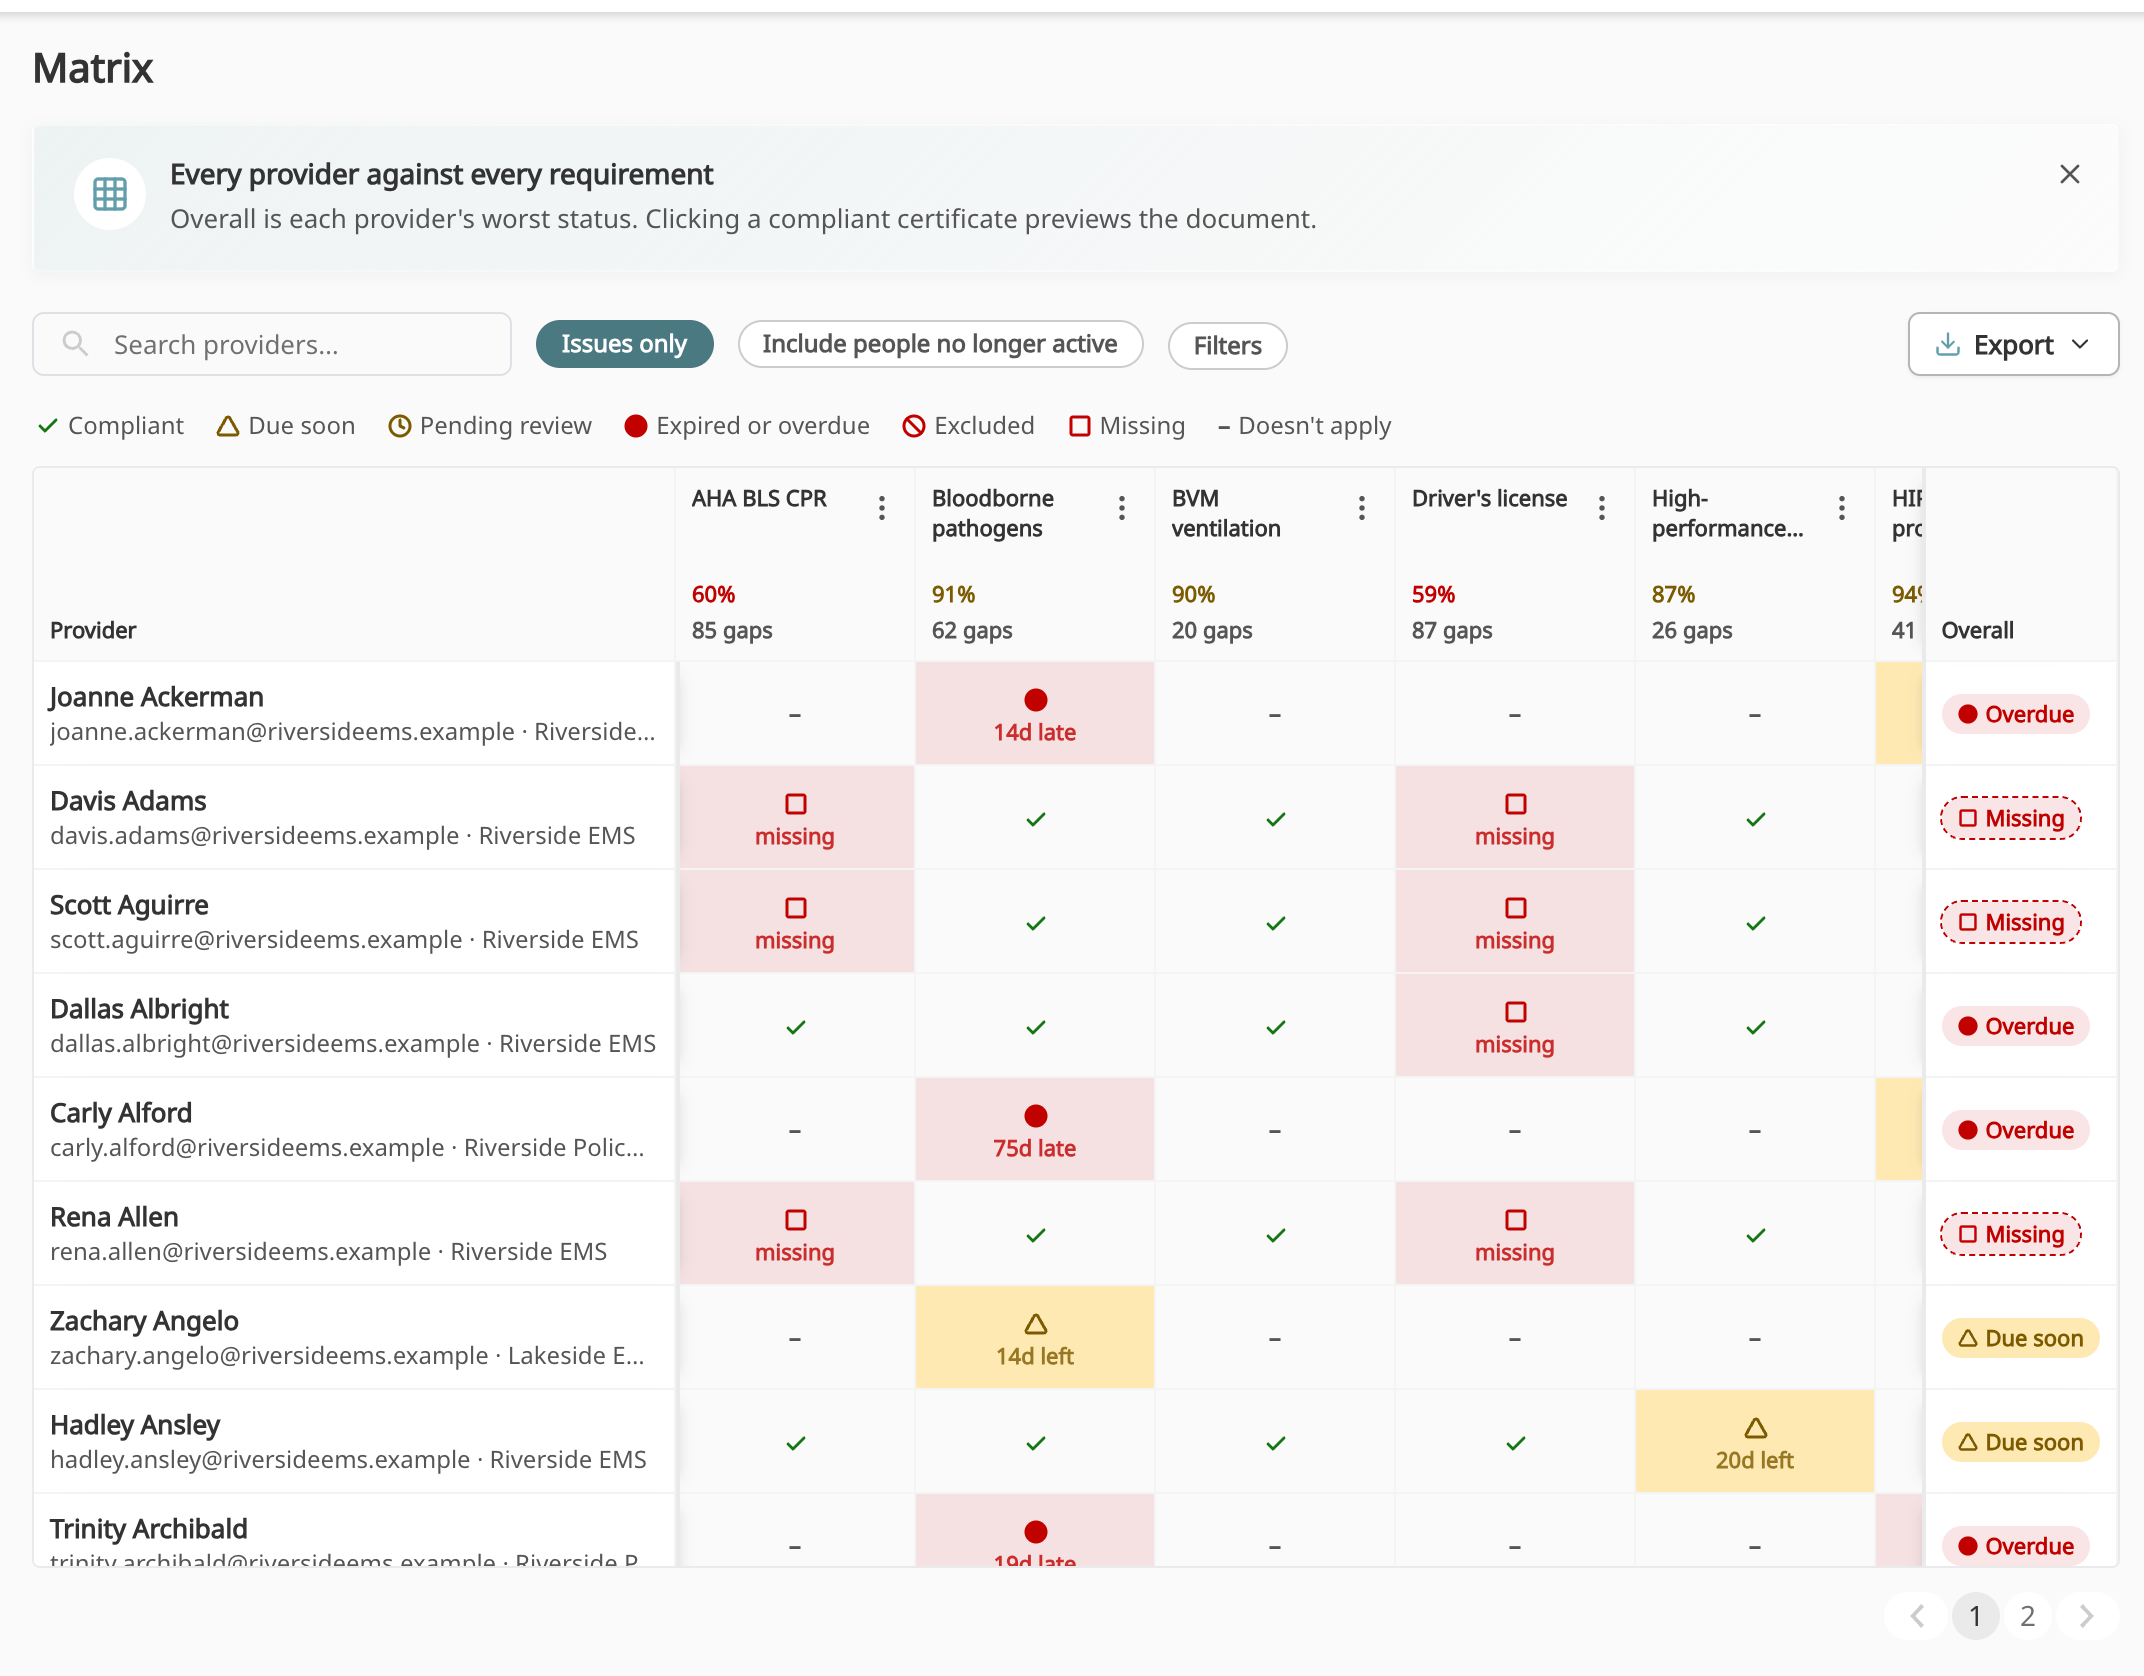 Matrix
Every provider against every requirement
Overall is each provider's worst status. Clicking a compliant certificate previews the document.
Search providers...
Issues only
Include people no longer active
Filters
Export
Compliant
Due soon
Pending review
Expired or overdue
Excluded
Missing
– Doesn't apply
Provider
AHA BLS CPR
60%
85 gaps
Bloodborne
pathogens
91%
62 gaps
BVM
ventilation
90%
20 gaps
Driver's license
59%
87 gaps
High-
performance...
87%
26 gaps
41
Overall
Joanne Ackerman
joanne.ackerman@riversideems.example · Riverside...
–
14d late
–
–
–
Overdue
Davis Adams
davis.adams@riversideems.example · Riverside EMS
missing
missing
Missing
Scott Aguirre
scott.aguirre@riversideems.example · Riverside EMS
missing
missing
Missing
Dallas Albright
dallas.albright@riversideems.example · Riverside EMS
missing
Overdue
Carly Alford
carly.alford@riversideems.example · Riverside Polic...
–
75d late
–
–
–
Overdue
Rena Allen
rena.allen@riversideems.example · Riverside EMS
missing
missing
Missing
Zachary Angelo
zachary.angelo@riversideems.example · Lakeside E...
–
14d left
–
–
–
Due soon
Hadley Ansley
hadley.ansley@riversideems.example · Riverside EMS
20d left
Due soon
Trinity Archibald
trinity.archibald@riversideems.example · Riverside P...
–
19d late
–
–
–
Overdue
1
2